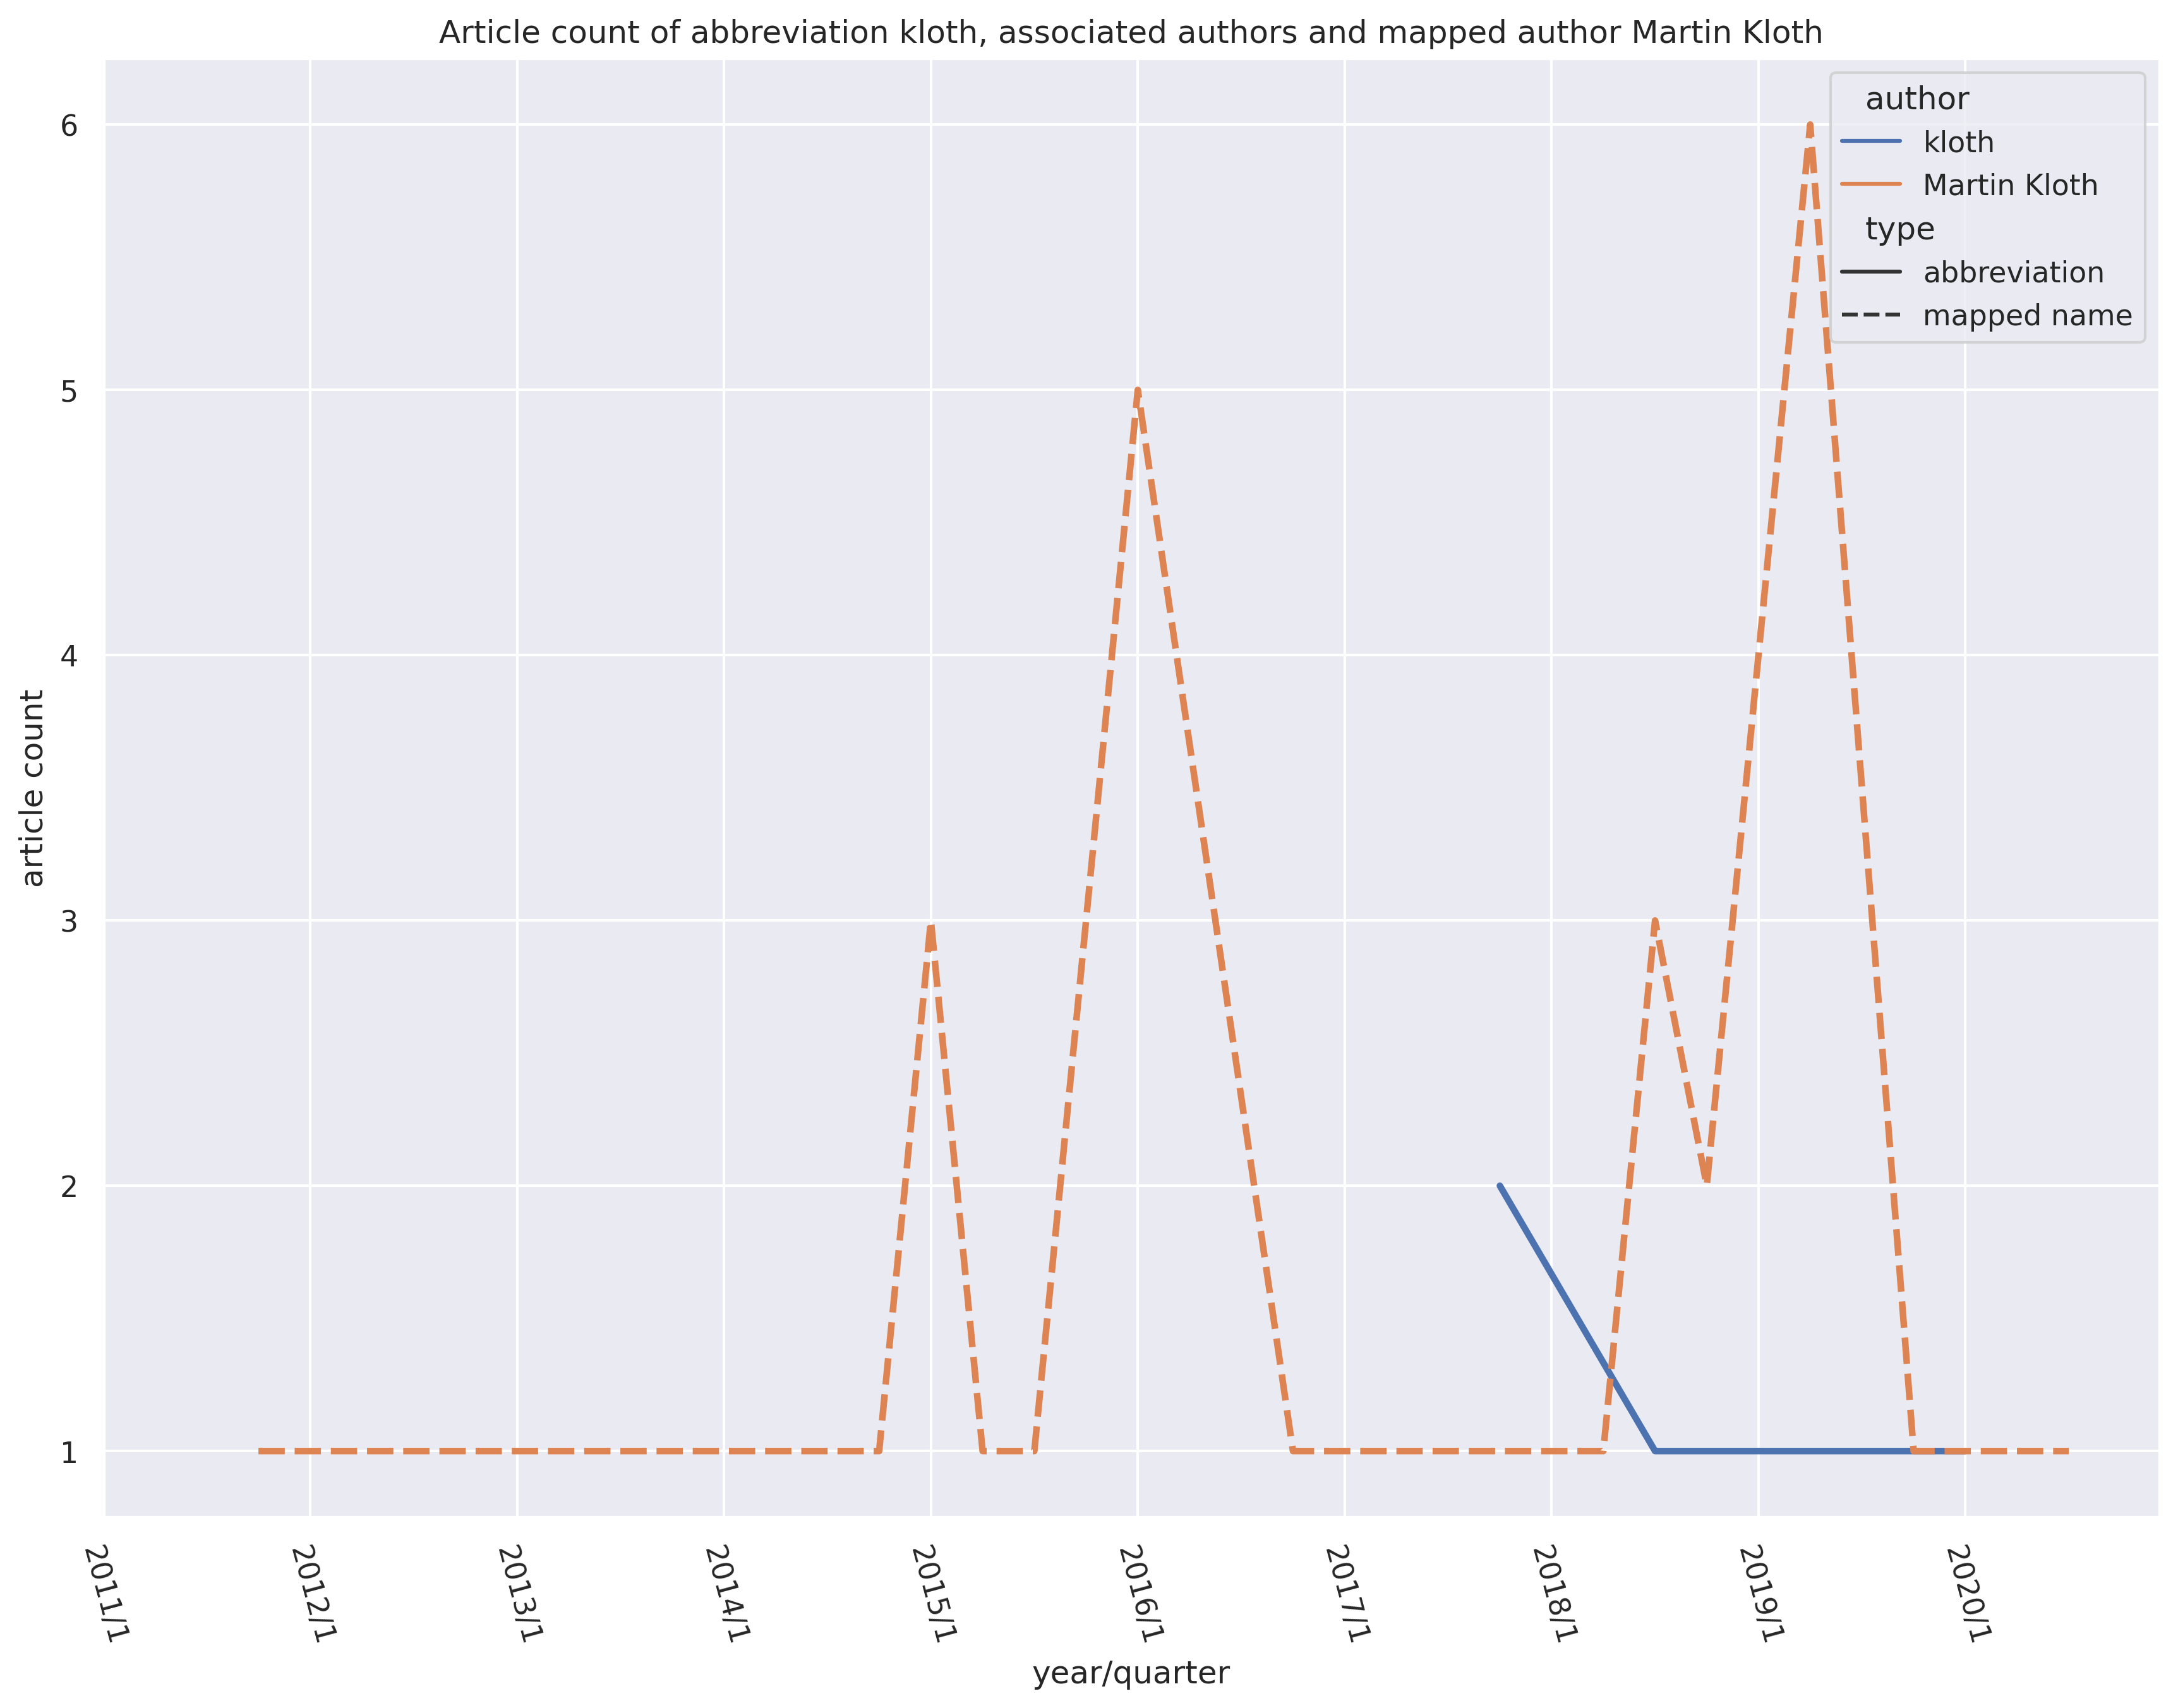 Article count of abbreviation kloth, associated authors and mapped author Martin Kloth
author
kloth
Martin Kloth
type
abbreviation
mapped name
article count
6
5
4
3
2
1
2011/1
2012/1
2013/1
2014/1
2015/1
2016/1
2017/1
2018/1
2019/1
2020/1
year/quarter